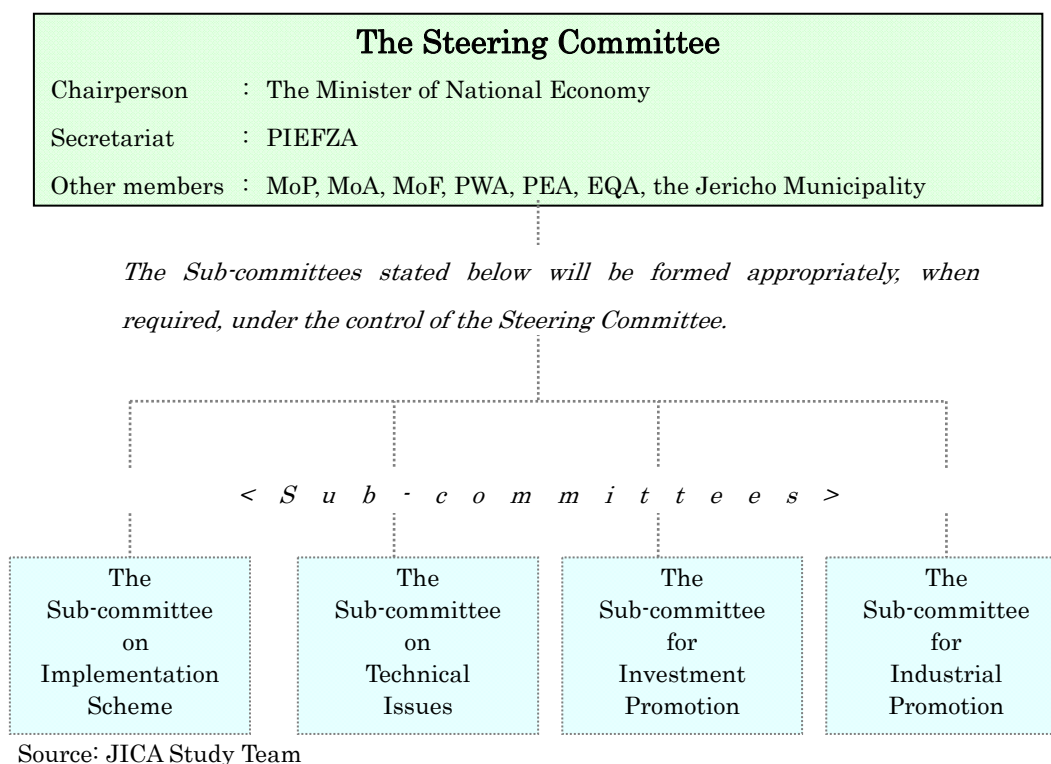 The Steering Committee
Chairperson : The Minister of National Economy
Secretariat : PIEFZA
Other members : MoP, MoA, MoF, PWA, PEA, EQA, the Jericho Municipality
The Sub-committees stated below will be formed appropriately, when
required, under the control of the Steering Committee.
< S u b - c o m m i t t e e s >
The
Sub-committee
on
Implementation
Scheme
The
Sub-committee
on
Technical
Issues
The
Sub-committee
for
Investment
Promotion
The
Sub-committee
for
Industrial
Promotion
Source: JICA Study Team